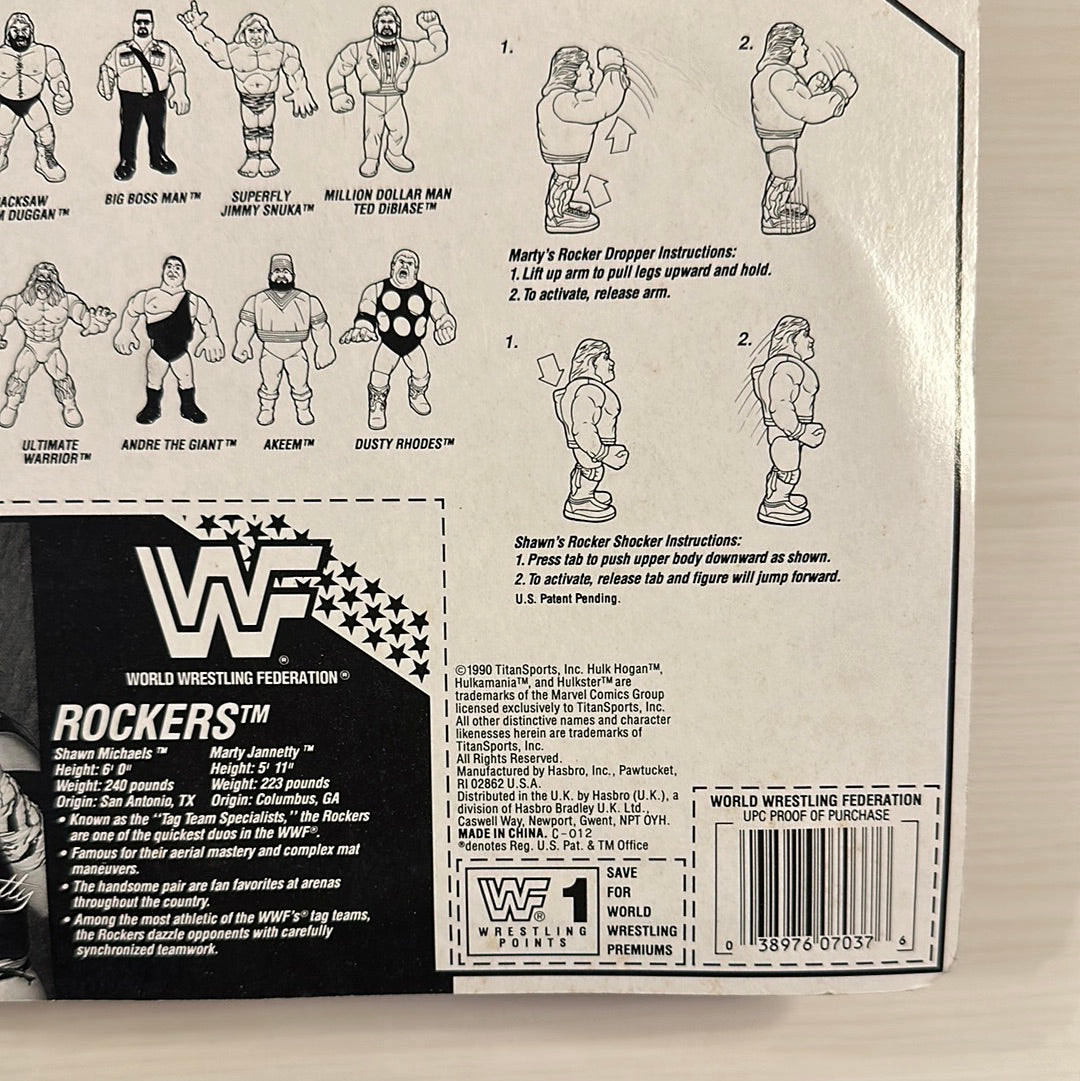 ACKSAW
M DUGGAN™
BIG BOSS MAN™
SUPERFLY
JIMMY SNUKA™
MILLION DOLLAR MAN
TED DiBIASE™
ULTIMATE
WARRIOR™
ANDRE THE GIANT™
AKEEM™
DUSTY RHODES™
1.
2.
Marty's Rocker Dropper Instructions:
1. Lift up arm to pull legs upward and hold.
2. To activate, release arm.
1.
2.
Shawn's Rocker Shocker Instructions:
1. Press tab to push upper body downward as shown.
2. To activate, release tab and figure will jump forward.
U.S. Patent Pending.
WF
®
WORLD WRESTLING FEDERATION®
ROCKERS™
Shawn Michaels™
Height: 6' 0"
Weight: 240 pounds
Origin: San Antonio, TX
Marty Jannetty™
Height: 5' 11"
Weight: 223 pounds
Origin: Columbus, GA
• Known as the "Tag Team Specialists," the Rockers
are one of the quickest duos in the WWF®.
• Famous for their aerial mastery and complex mat
maneuvers.
• The handsome pair are fan favorites at arenas
throughout the country.
• Among the most athletic of the WWF's® tag teams,
the Rockers dazzle opponents with carefully
synchronized teamwork.
©1990 TitanSports, Inc. Hulk Hogan™,
Hulkamania™, and Hulkster™ are
trademarks of the Marvel Comics Group
licensed exclusively to TitanSports, Inc.
All other distinctive names and character
likenesses herein are trademarks of
TitanSports, Inc.
All Rights Reserved.
Manufactured by Hasbro, Inc., Pawtucket,
RI 02862 U.S.A.
Distributed in the U.K. by Hasbro (U.K.), a
division of Hasbro Bradley U.K. Ltd.,
Caswell Way, Newport, Gwent, NPT OYH.
MADE IN CHINA. C-012
®denotes Reg. U.S. Pat. & TM Office
WF® 1
WRESTLING
POINTS
SAVE
FOR
WORLD
WRESTLING
PREMIUMS
WORLD WRESTLING FEDERATION
UPC PROOF OF PURCHASE
0 38976 07037 6